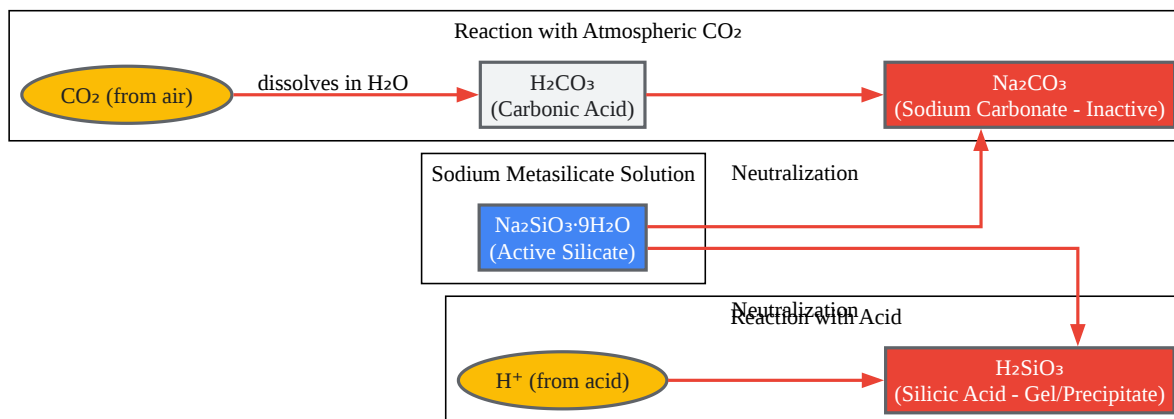 Reaction with Atmospheric CO₂
CO₂ (from air)
dissolves in H₂O
H₂CO₃
(Carbonic Acid)
Na₂CO₃
(Sodium Carbonate - Inactive)
Sodium Metasilicate Solution
Neutralization
Na₂SiO₃·9H₂O
(Active Silicate)
Neutralization
Reaction with Acid
H⁺ (from acid)
H₂SiO₃
(Silicic Acid - Gel/Precipitate)